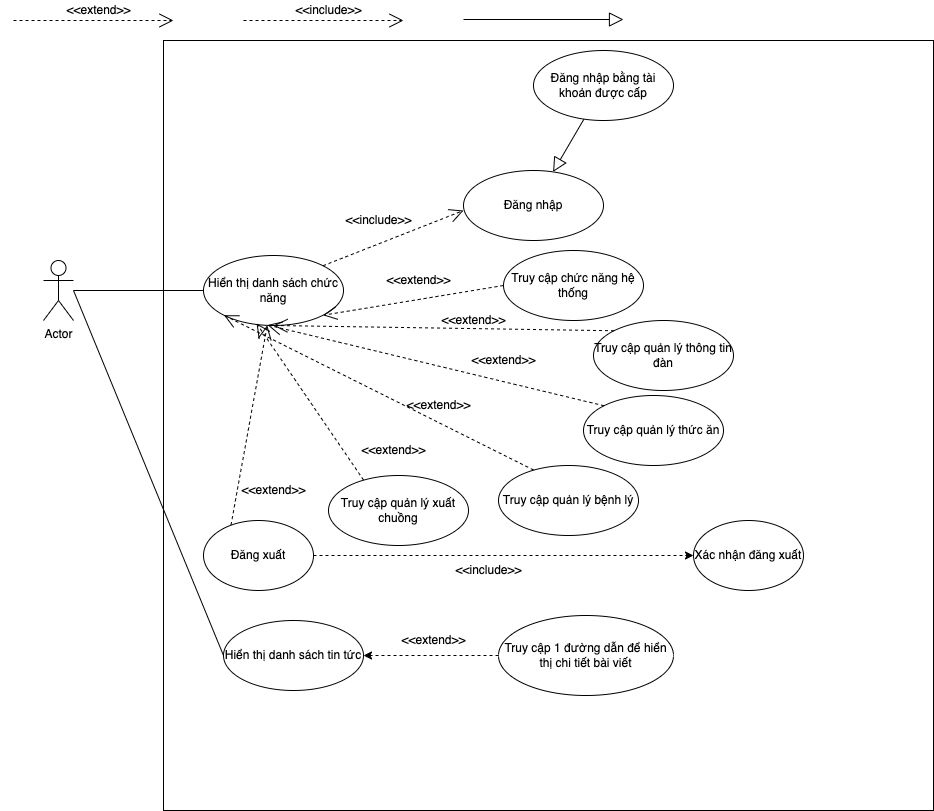 <<extend>>
<<include>>
Đăng nhập bằng tài
khoản được cấp
Đăng nhập
<<include>>
Hiển thị danh sách chức
năng
<<extend>>
Truy cập chức năng hệ
thống
<<extend>>
Truy cập quản lý thông tin
đàn
Actor
<<extend>>
<<extend>>
Truy cập quản lý thức ăn
<<extend>>
<<extend>>
Truy cập quản lý xuất
chuồng
Truy cập quản lý bệnh lý
Đăng xuất
Xác nhận đăng xuất
<<include>>
Hiển thị danh sách tin tức
<<extend>>
Truy cập 1 đường dẫn để hiển
thị chi tiết bài viết